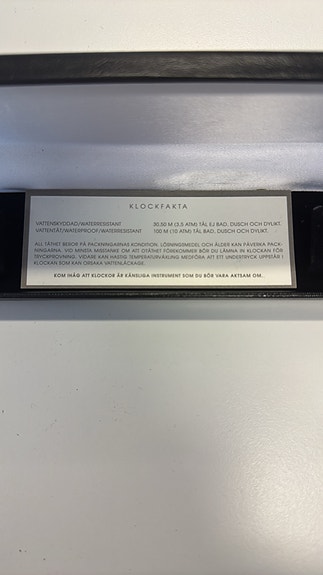 KLOCKFAKTA
VATTENSKYDDAD/WATERRESISTANT 30,50 M (3,5 ATM) TÅL EJ BAD, DUSCH OCH DYLIKT.
VATTENTÄT/WATERPROOF/WATERRESISTANT 100 M (10 ATM) TÅL BAD, DUSCH OCH DYLIKT.
ALL TÄTHET BEROR PÅ PACKNINGARNAS KONDITION. LÖSNINGSMEDEL OCH ÅLDER KAN PÅVERKA PACK-
NINGARNA. VID MINSTA MISSTANKE OM ATT OTÄTHET FÖREKOMMER BÖR DU LÄMNA IN KLOCKAN FÖR
TRYCKPROVNING. VIDARE KAN HASTIG TEMPERATURVÄXLING MEDFÖRA ATT ETT UNDERTRYCK UPPSTÅR I
KLOCKAN SOM KAN ORSAKA VATTENLÄCKAGE.
KOM IHÅG ATT KLOCKOR ÄR KÄNSLIGA INSTRUMENT SOM DU BÖR VARA AKTSAM OM.